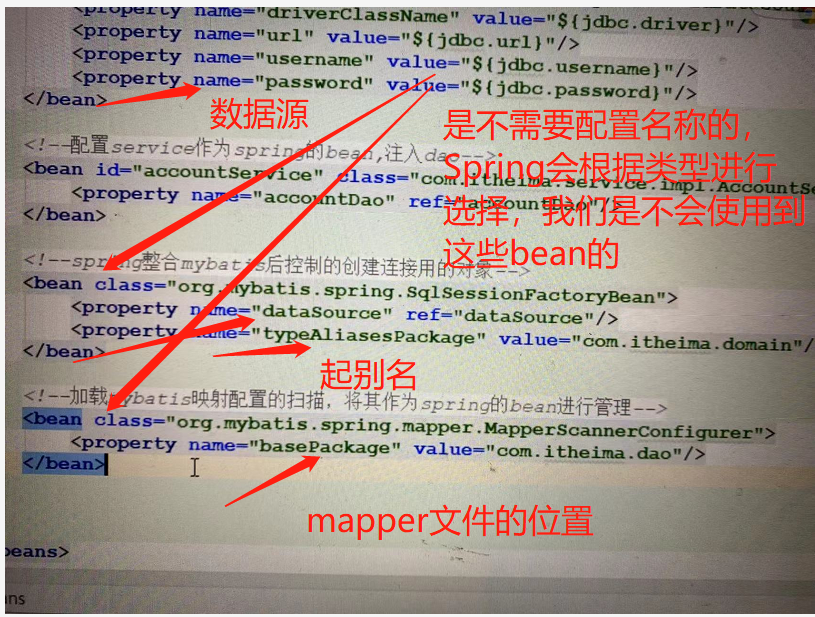 <property name="driverClassName" value="${jdbc.driver}"/>
<property name="url" value="${jdbc.url}"/>
<property name="username" value="${jdbc.username}"/>
<property name="password" value="${jdbc.password}"/>
</bean>
数据源
是不需要配置名称的，
Spring会根据类型进行
选择，我们是不会使用到
这些bean的
<!--配置service作为spring的bean,注入dao-->
<bean id="accountService" class="com.itheima.service.impl.AccountSe
<property name="accountDao" ref="accountDao"/>
</bean>
<!--spring整合mybatis后控制的创建连接用的对象-->
<bean class="org.mybatis.spring.SqlSessionFactoryBean">
<property name="dataSource" ref="dataSource"/>
<property name="typeAliasesPackage" value="com.itheima.domain"/
</bean>
起别名
<!--加载mybatis映射配置的扫描，将其作为spring的bean进行管理-->
<bean class="org.mybatis.spring.mapper.MapperScannerConfigurer">
<property name="basePackage" value="com.itheima.dao"/>
</bean>
mapper文件的位置
beans>
ns